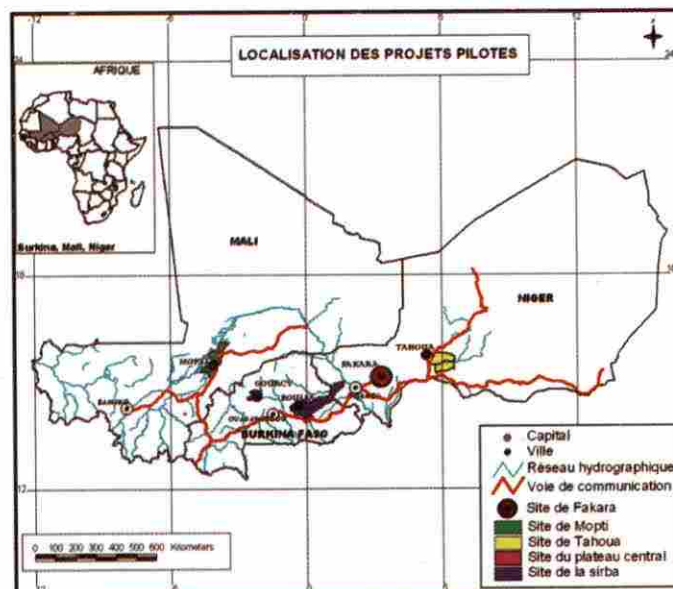 LOCALISATION DES PROJETS PILOTES
AFRIQUE
Burkina, Mali, Niger
MALI
NIGER
TAHOUA
MOPTI
FAKARA
GOURCY
BAMAKO
BURKINA FASO
Capital
Ville
Réseau hydrographique
Voie de communication
Site de Fakara
Site de Mopti
Site de Tahoua
Site du plateau central
Site de la sirba
0 100 200 300 400 500 600 Kilometers